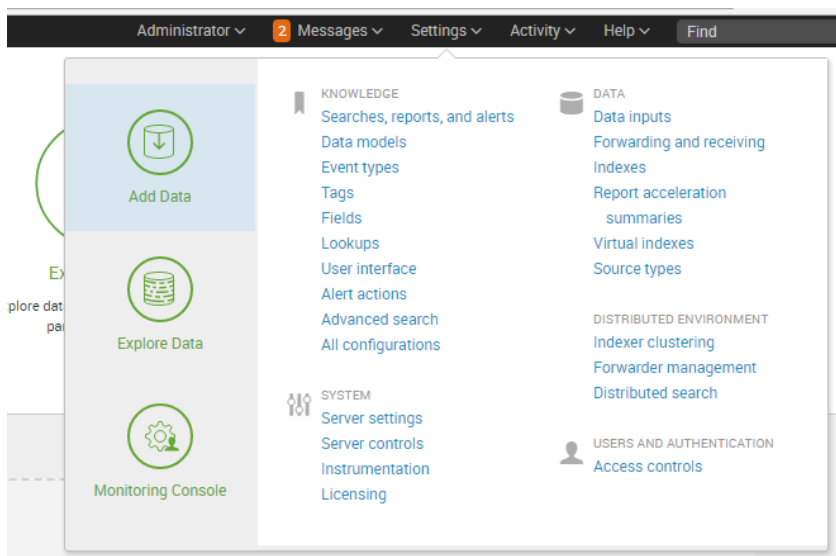 Administrator 2 Messages Settings Activity Help Find
Add Data
Explore Data
Monitoring Console
KNOWLEDGE
Searches, reports, and alerts
Data models
Event types
Tags
Fields
Lookups
User interface
Alert actions
Advanced search
All configurations
SYSTEM
Server settings
Server controls
Instrumentation
Licensing
DATA
Data inputs
Forwarding and receiving
Indexes
Report acceleration
summaries
Virtual indexes
Source types
DISTRIBUTED ENVIRONMENT
Indexer clustering
Forwarder management
Distributed search
USERS AND AUTHENTICATION
Access controls